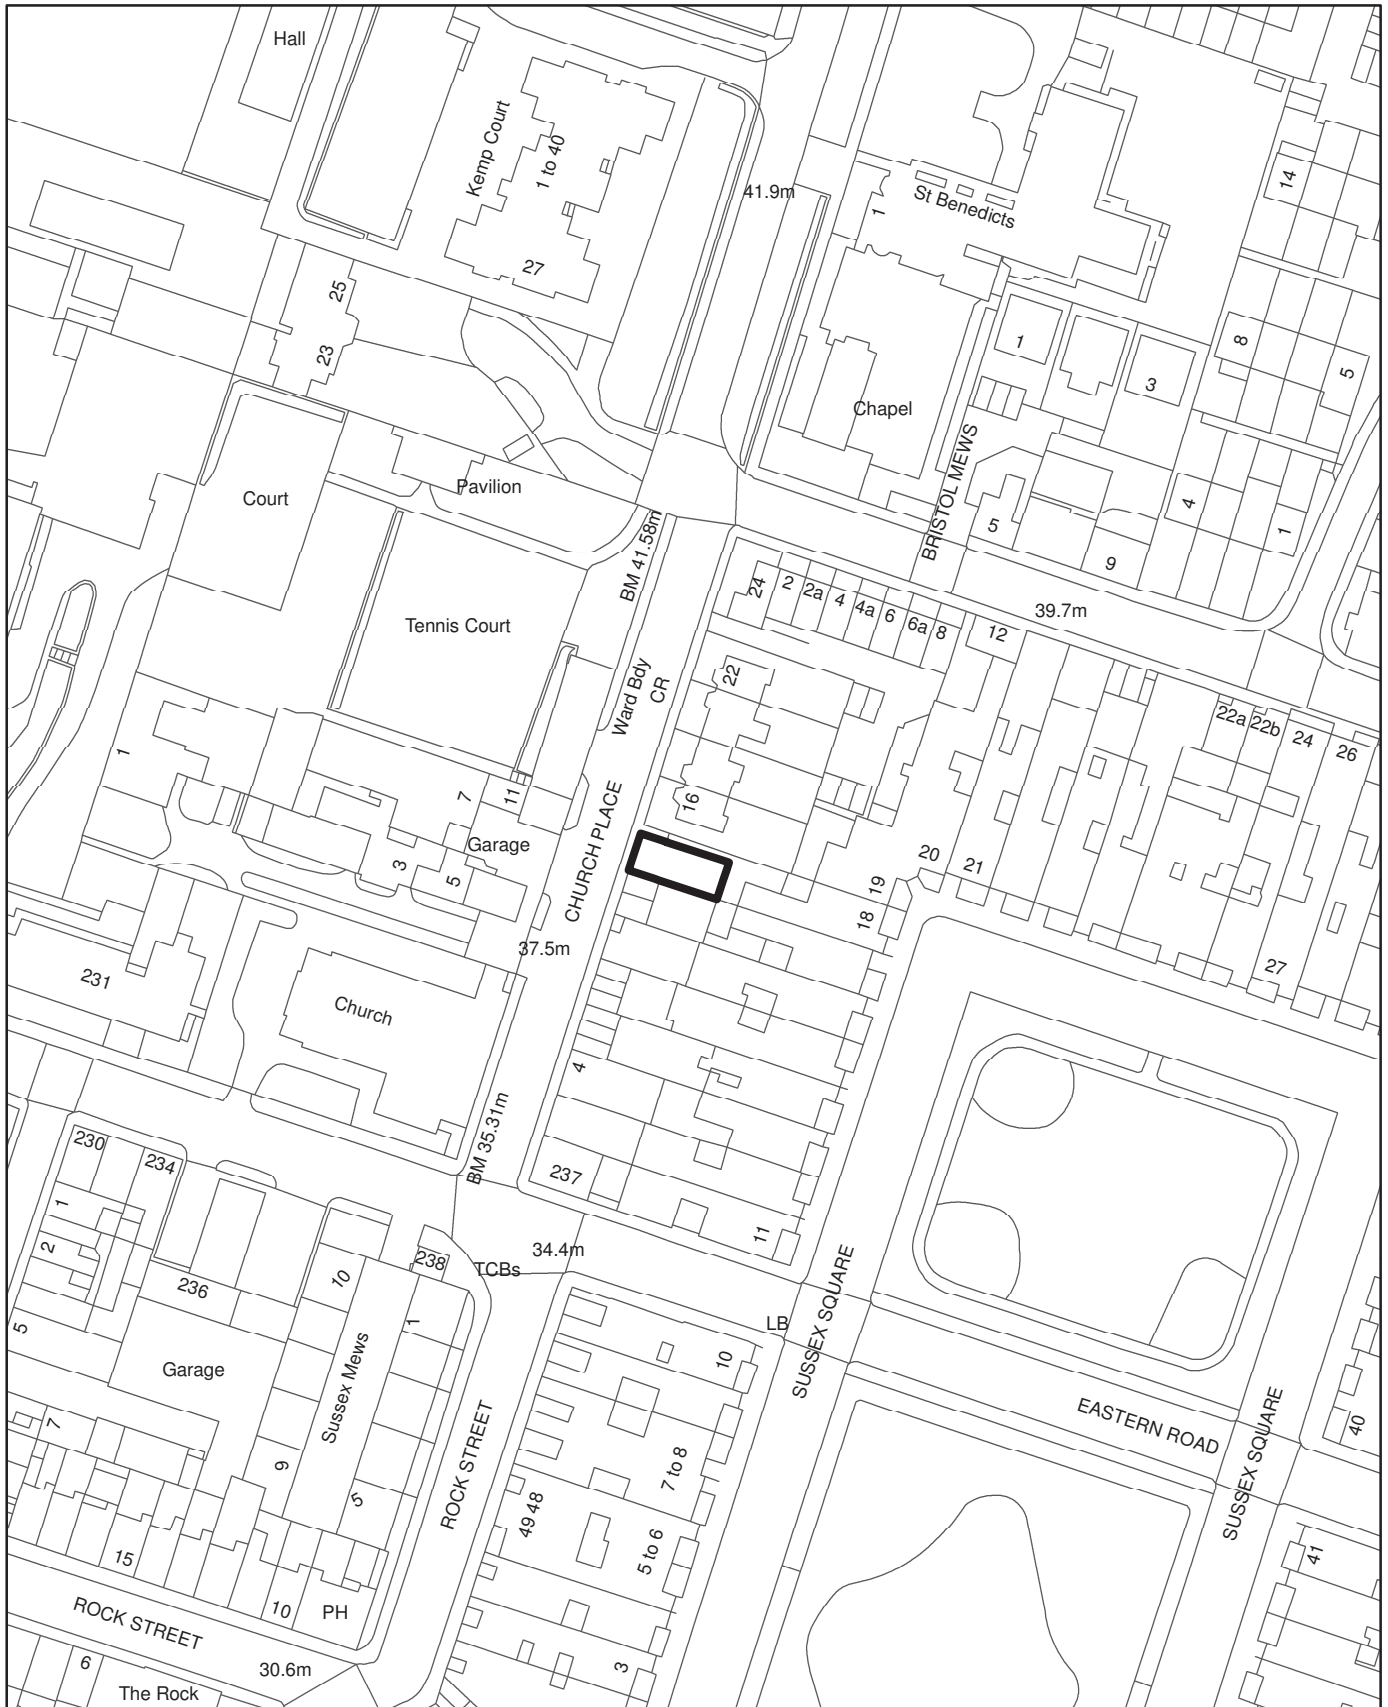 Hall
Kemp Court
1 to 40
27
41.9m
1
St Benedicts
14
25
23
1
3
8
5
Chapel
BRISTOL MEWS
Court
Pavilion
BM 41.58m
5
9
4
1
Tennis Court
24
2
2a
4
4a
6
6a
8
12
39.7m
Ward Bdy
CR
22
22a
22b
24
26
1
7
11
16
CHURCH PLACE
Garage
3
5
20
21
19
18
37.5m
27
231
Church
4
BM 35.31m
230
234
237
1
2
11
34.4m
238
TCBs
236
10
5
1
SUSSEX SQUARE
LB
Garage
Sussex Mews
10
EASTERN ROAD
SUSSEX SQUARE
40
7
9
ROCK STREET
7 to 8
5
49 48
5 to 6
41
15
10
PH
ROCK STREET
3
6
30.6m
The Rock